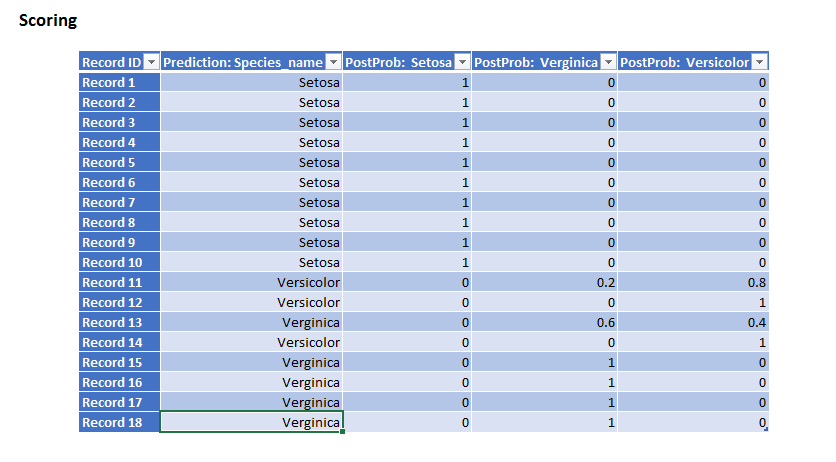 Scoring
Record ID Prediction: Species_name PostProb: Setosa PostProb: Verginica PostProb: Versicolor
Record 1 Setosa 1 0 0
Record 2 Setosa 1 0 0
Record 3 Setosa 1 0 0
Record 4 Setosa 1 0 0
Record 5 Setosa 1 0 0
Record 6 Setosa 1 0 0
Record 7 Setosa 1 0 0
Record 8 Setosa 1 0 0
Record 9 Setosa 1 0 0
Record 10 Setosa 1 0 0
Record 11 Versicolor 0 0.2 0.8
Record 12 Versicolor 0 0 1
Record 13 Verginica 0 0.6 0.4
Record 14 Versicolor 0 0 1
Record 15 Verginica 0 1 0
Record 16 Verginica 0 1 0
Record 17 Verginica 0 1 0
Record 18 Verginica 0 1 0